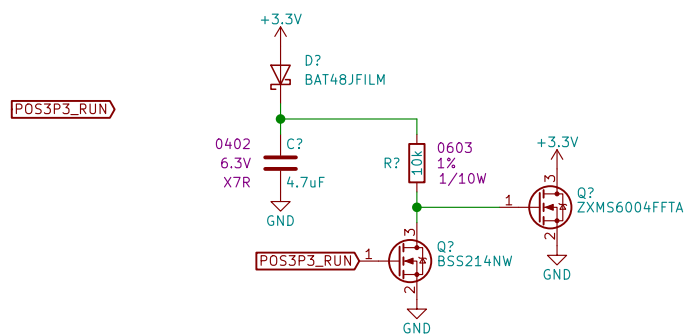 +3.3V
D?
BAT48JFILM
POS3P3_RUN
0402
6.3V
X7R
C?
4.7uF
GND
R?
10k
0603
1%
1/10W
+3.3V
3
1
2
Q?
ZXMS6004FFTA
GND
POS3P3_RUN
1
3
2
Q?
BSS214NW
GND